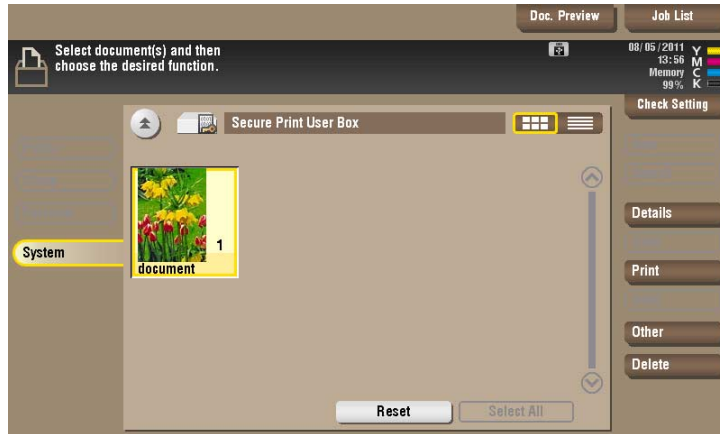 Doc. Preview
Job List
Select document(s) and then
choose the desired function.
08/05/2011
13:56
Memory
99%
Y
M
C
K
Check Setting
Secure Print User Box
1
document
System
Details
Print
Other
Delete
Reset
Select All